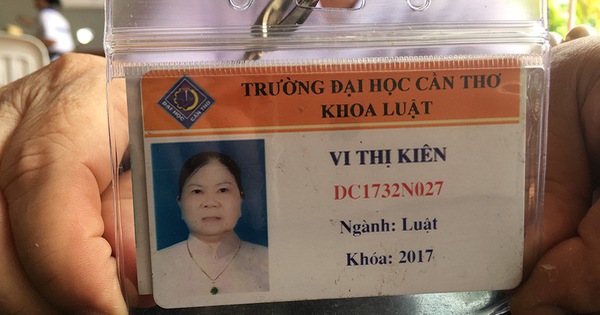 TRƯỜNG ĐẠI HỌC CẦN THƠ
KHOA LUẬT
ĐẠI HỌC CẦN THƠ
VI THỊ KIÊN
DC1732N027
Ngành: Luật
Khóa: 2017